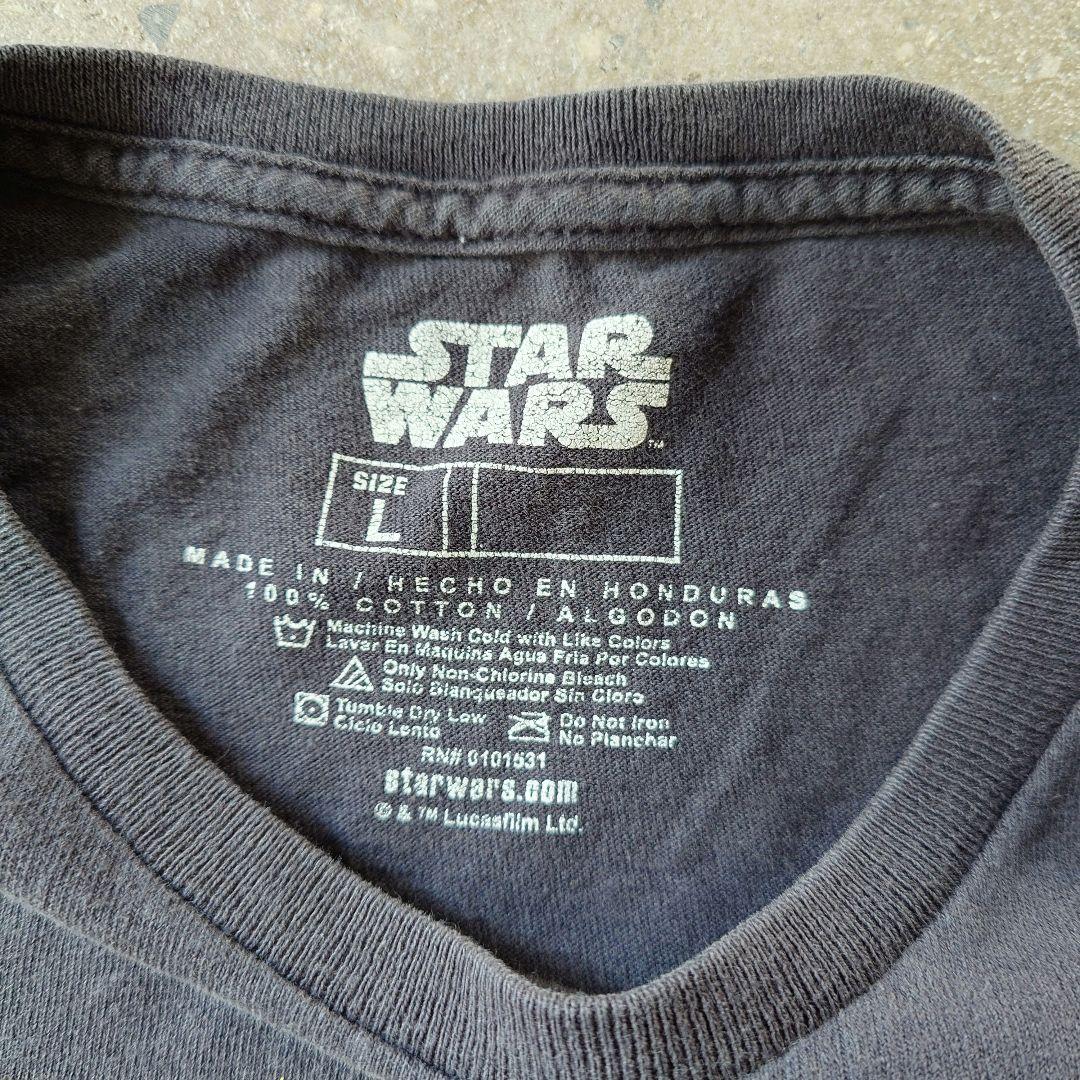 STAR
WARS™
SIZE
L
MADE IN / HECHO EN HONDURAS
100% COTTON / ALGODON
Machine Wash Cold with Like Colors
Lavar En Maquina Agua Fria Por Colores
Only Non-Chlorine Bleach
Solo Blanqueador Sin Cloro
Tumble Dry Low
Ciclo Lento
Do Not Iron
No Planchar
RN# 0101531
starwars.com
© & ™ Lucasfilm Ltd.